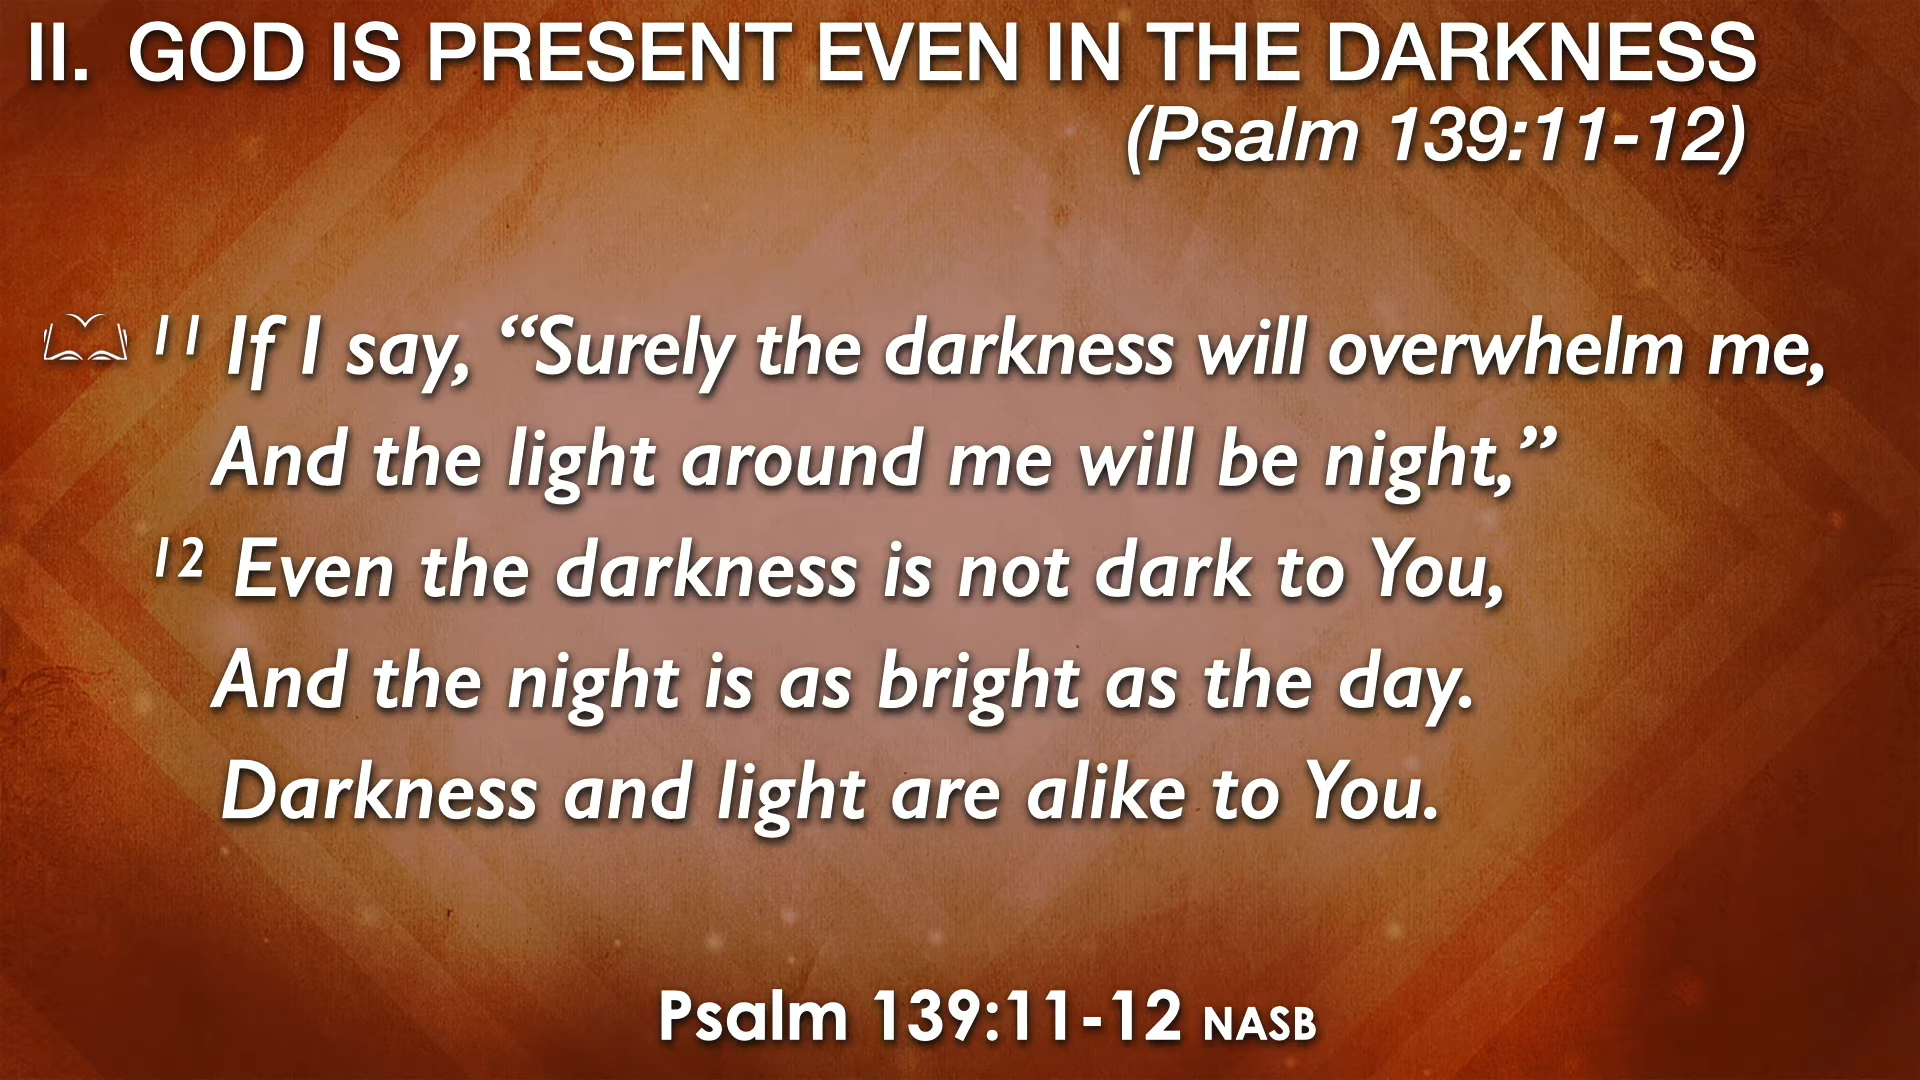 II. GOD IS PRESENT EVEN IN THE DARKNESS
(Psalm 139:11-12)
11 If I say, “Surely the darkness will overwhelm me,
And the light around me will be night,”
12 Even the darkness is not dark to You,
And the night is as bright as the day.
Darkness and light are alike to You.
Psalm 139:11-12 NASB